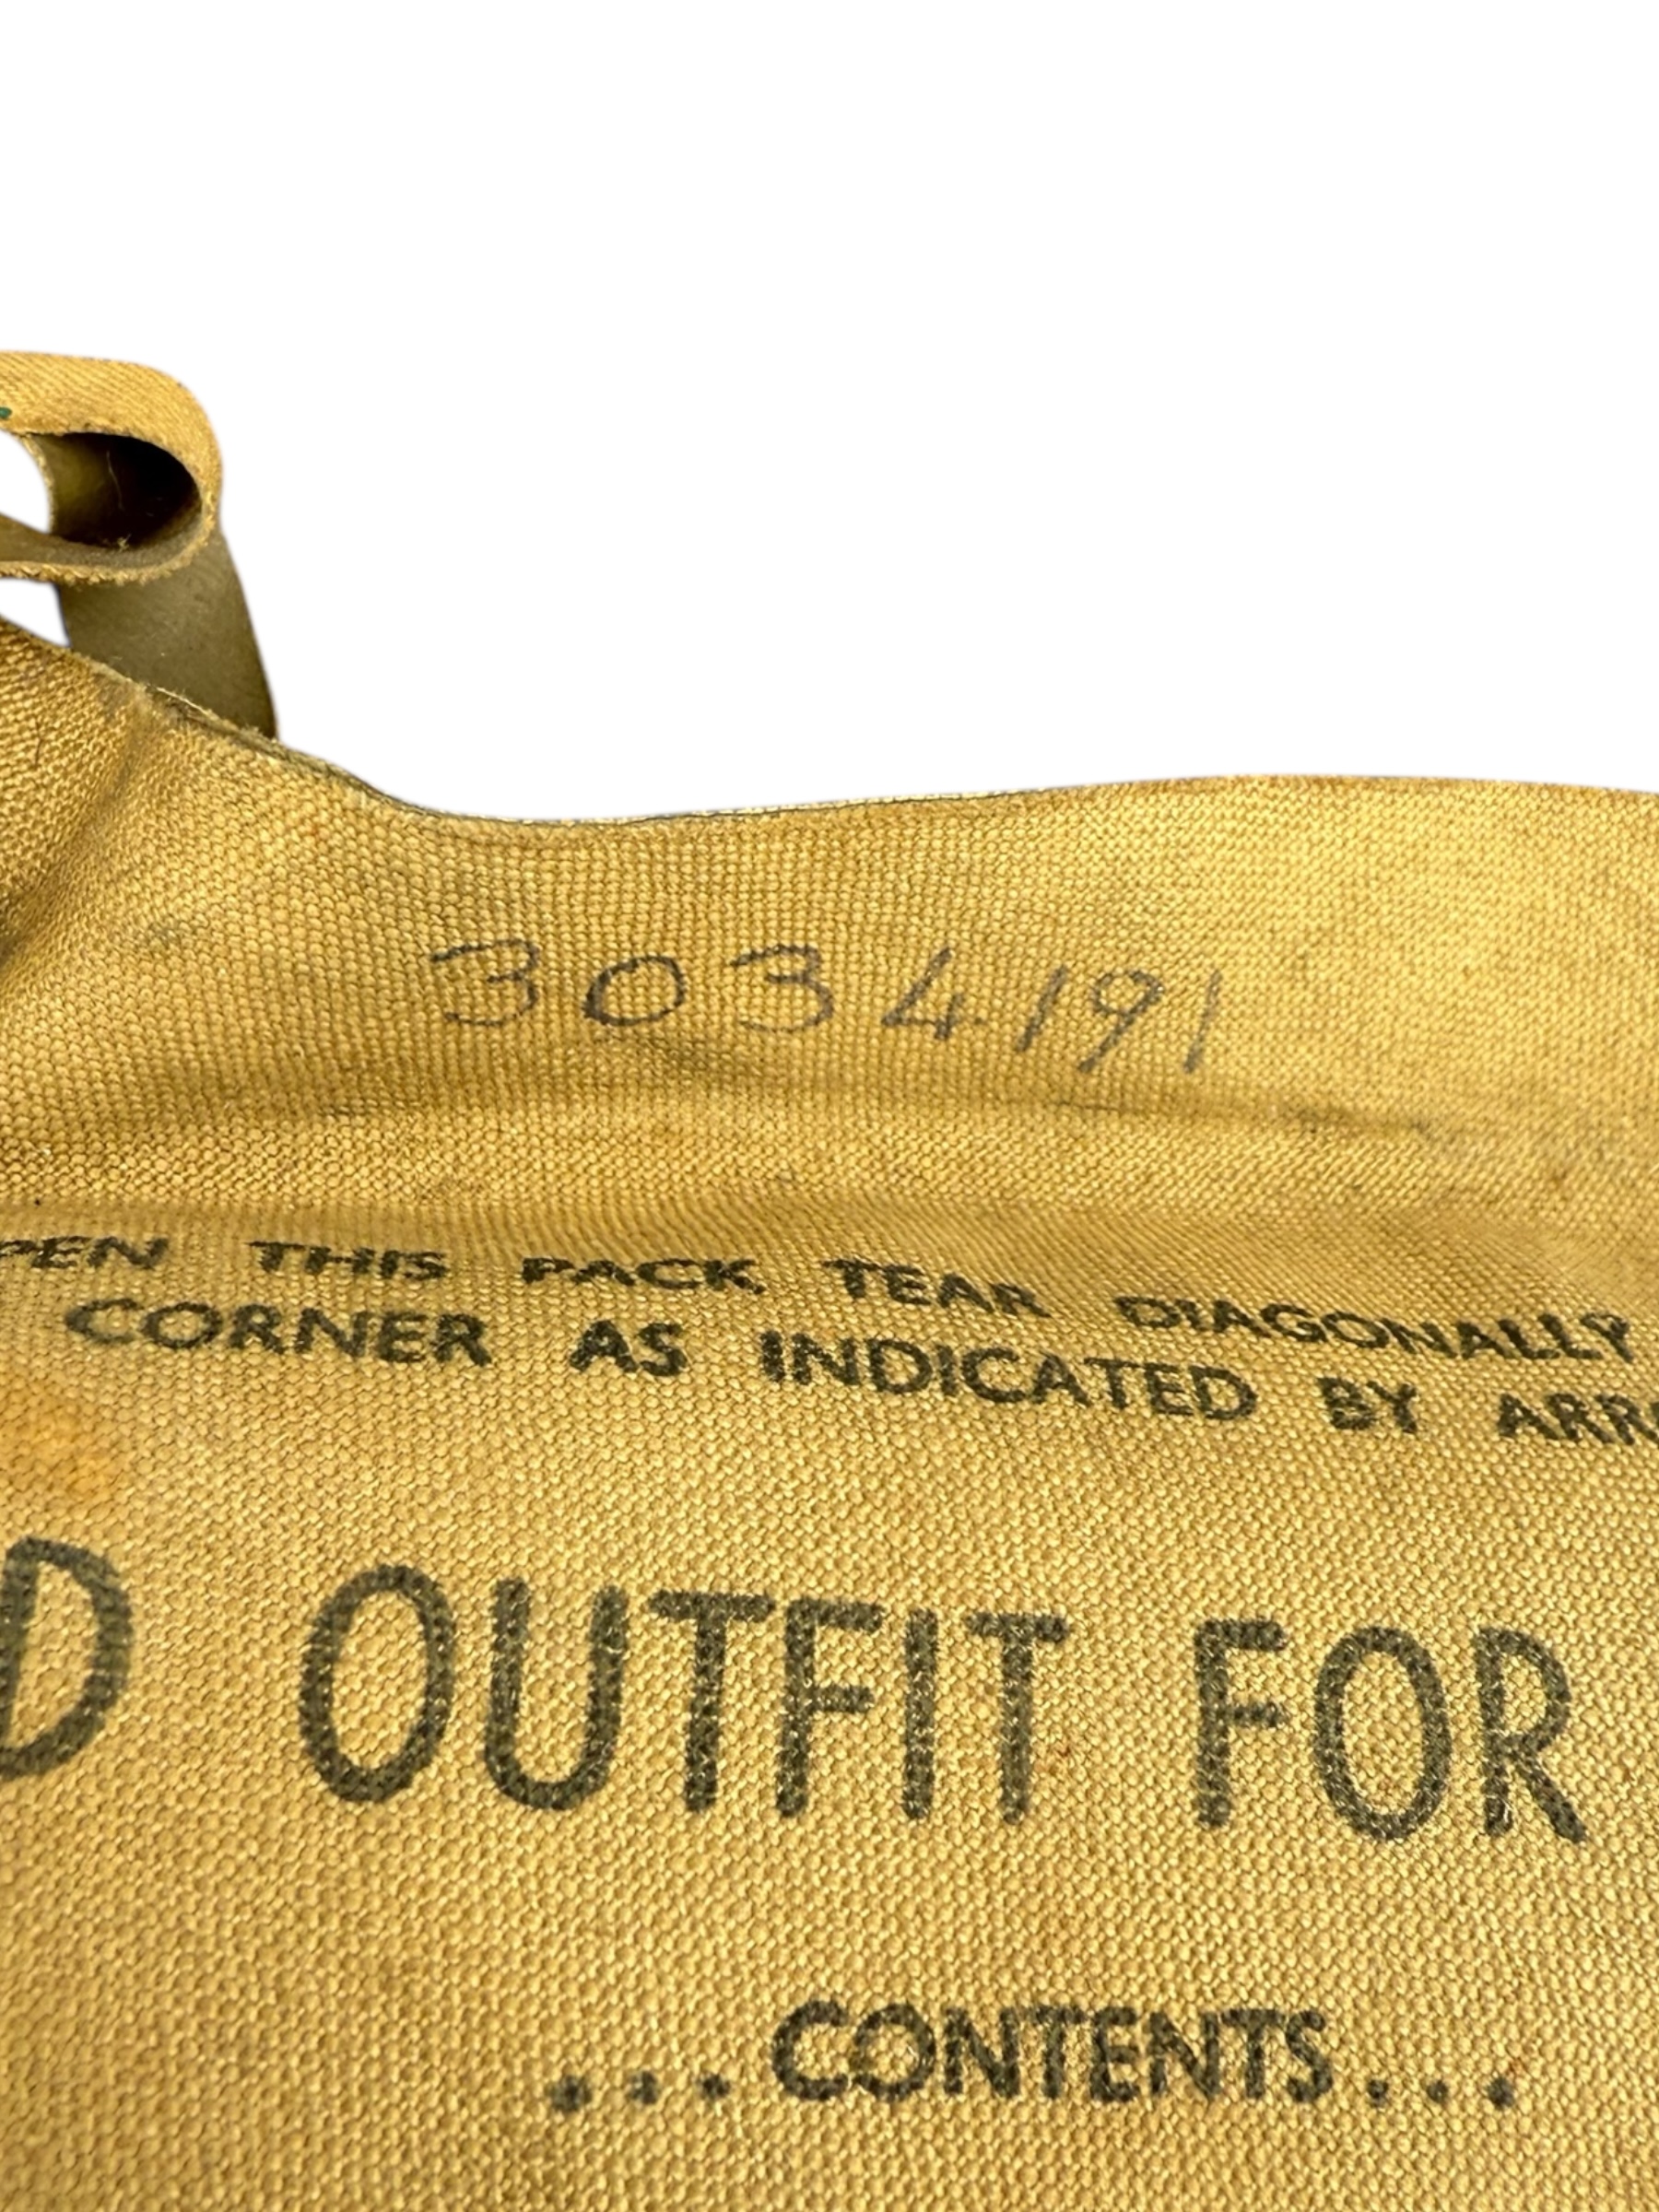 3034191
PEN THIS PACK TEAR DIAGONALLY
CORNER AS INDICATED BY ARR
D OUTFIT FOR
...CONTENTS...